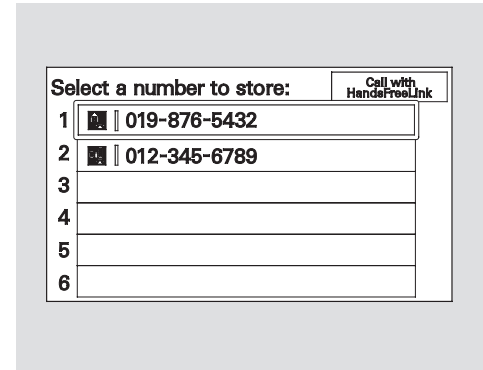 Select a number to store:
Call with
HandsFreeLink
1 019-876-5432
2 012-345-6789
3
4
5
6